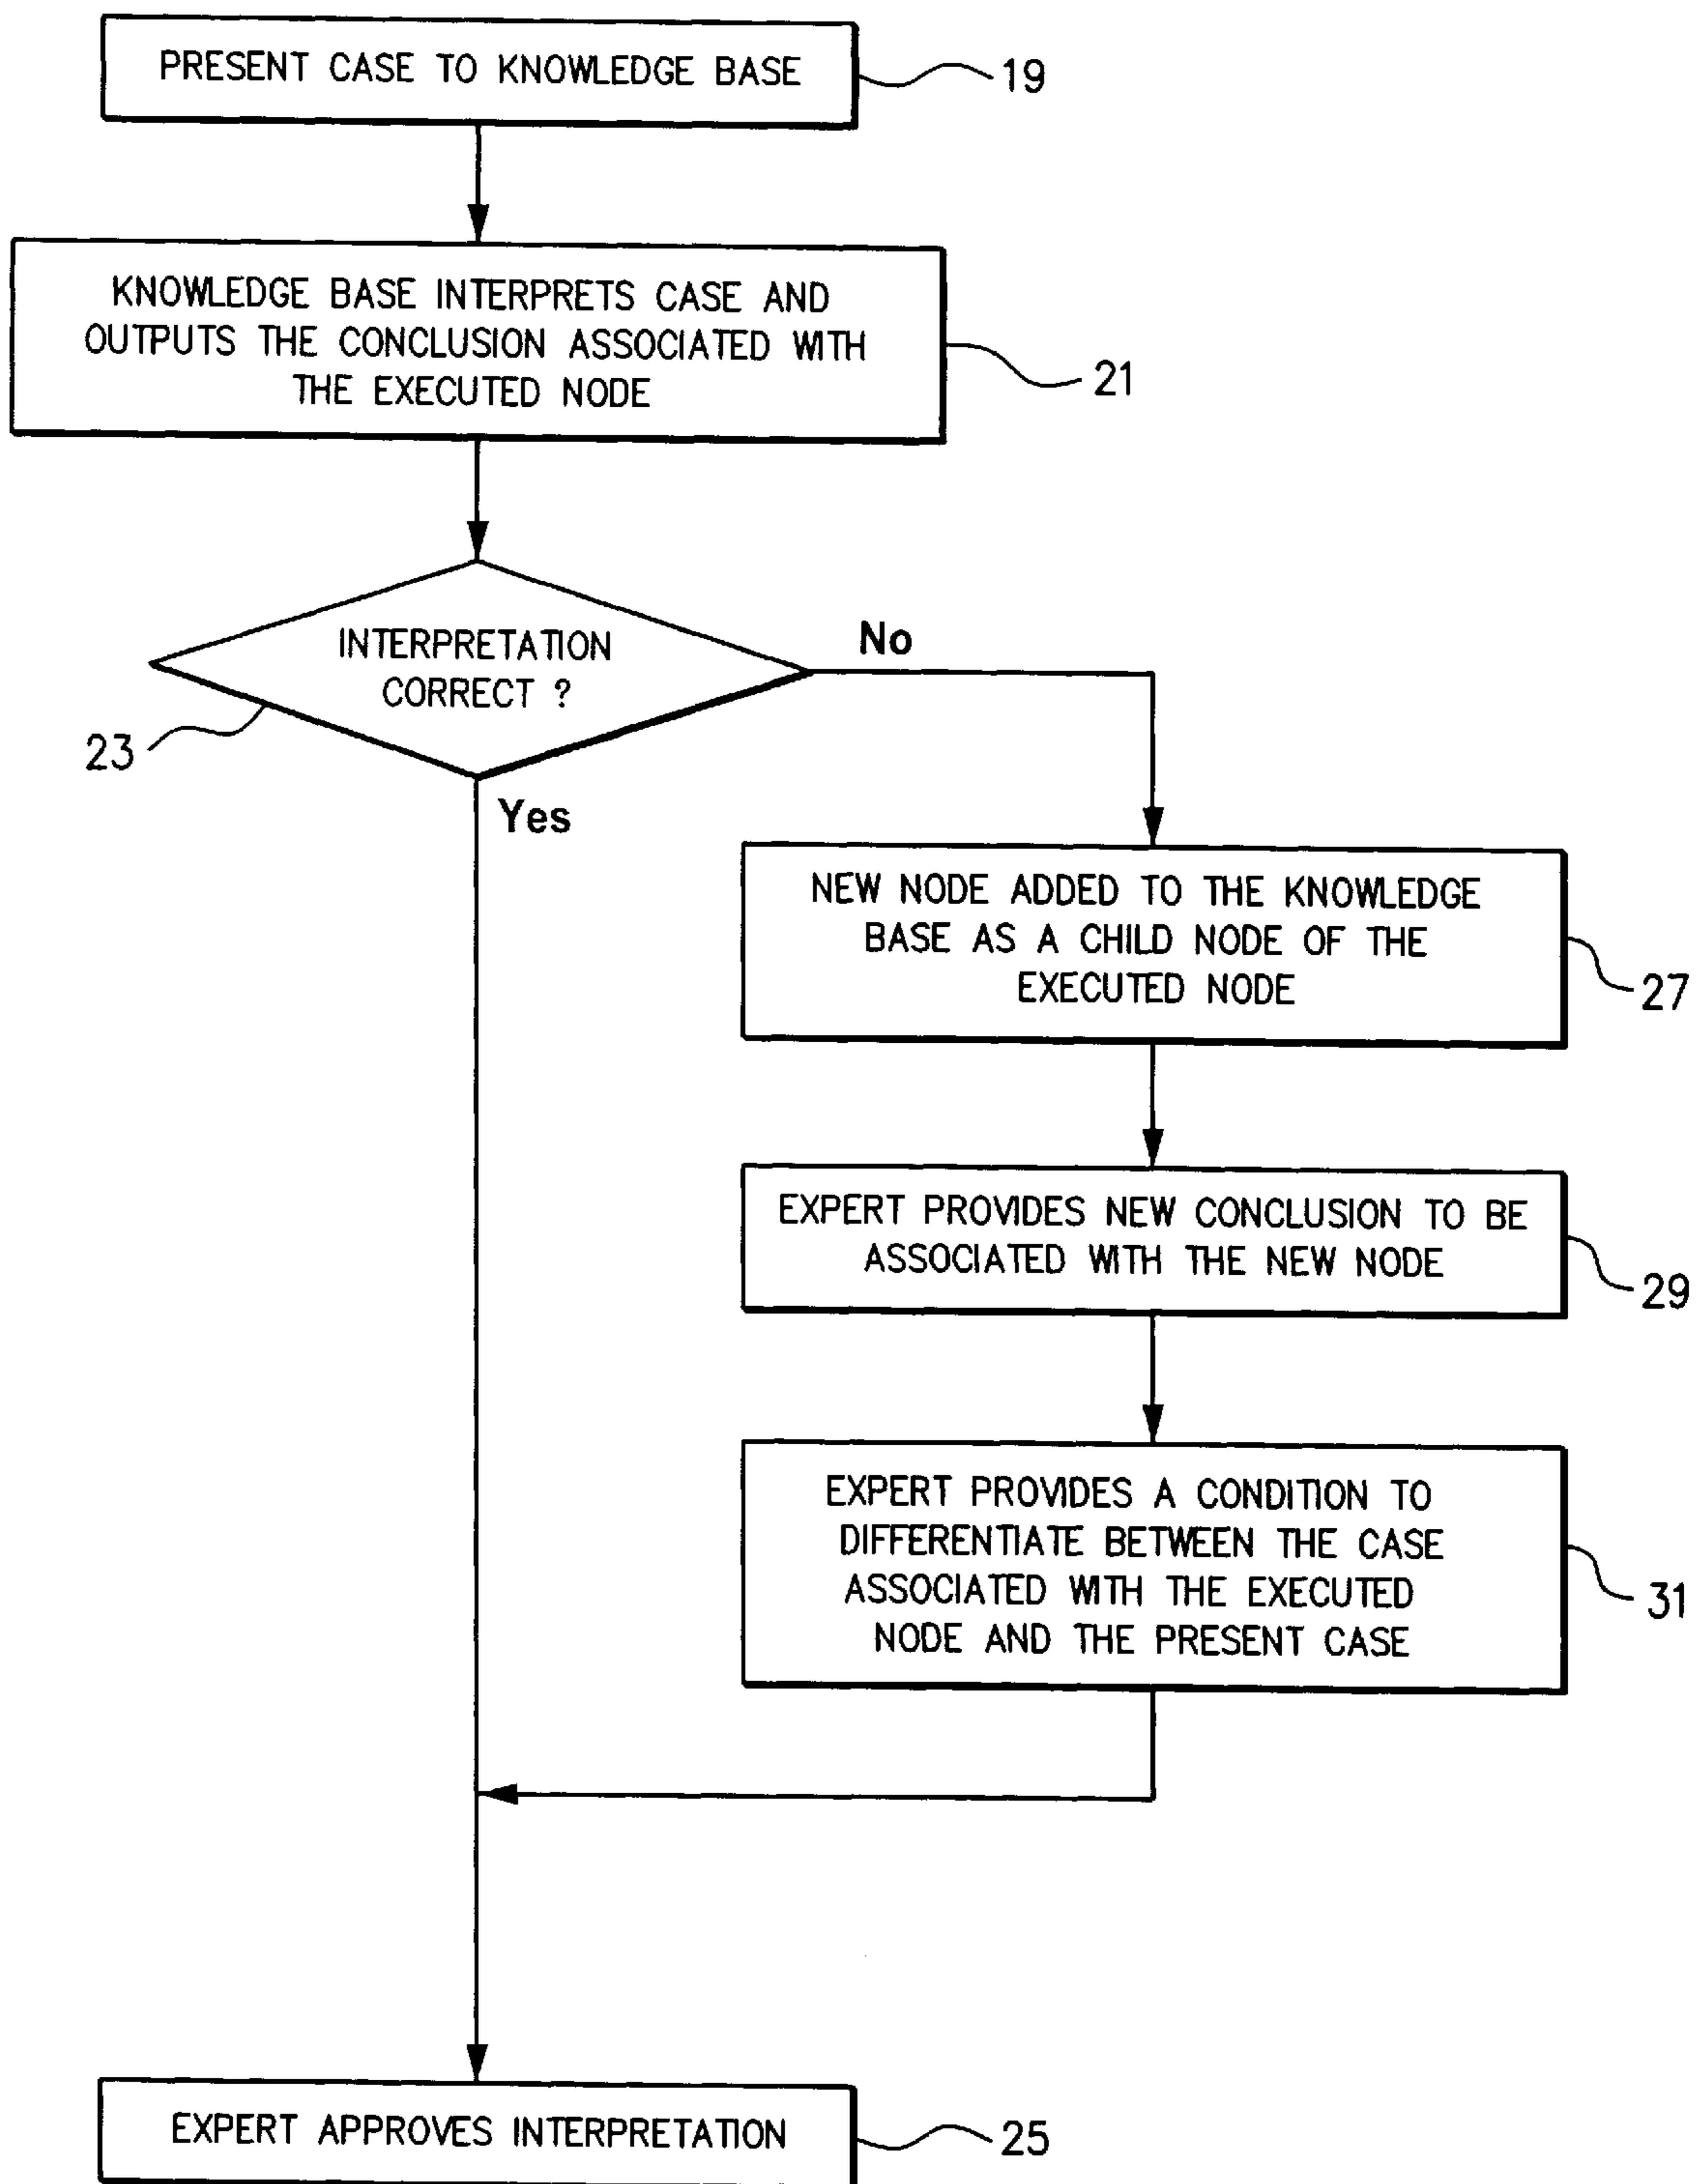 PRESENT CASE TO KNOWLEDGE BASE
19
KNOWLEDGE BASE INTERPRETS CASE AND
OUTPUTS THE CONCLUSION ASSOCIATED WITH
THE EXECUTED NODE
21
INTERPRETATION
CORRECT ?
23
No
Yes
NEW NODE ADDED TO THE KNOWLEDGE
BASE AS A CHILD NODE OF THE
EXECUTED NODE
27
EXPERT PROVIDES NEW CONCLUSION TO BE
ASSOCIATED WITH THE NEW NODE
29
EXPERT PROVIDES A CONDITION TO
DIFFERENTIATE BETWEEN THE CASE
ASSOCIATED WITH THE EXECUTED
NODE AND THE PRESENT CASE
31
EXPERT APPROVES INTERPRETATION
25